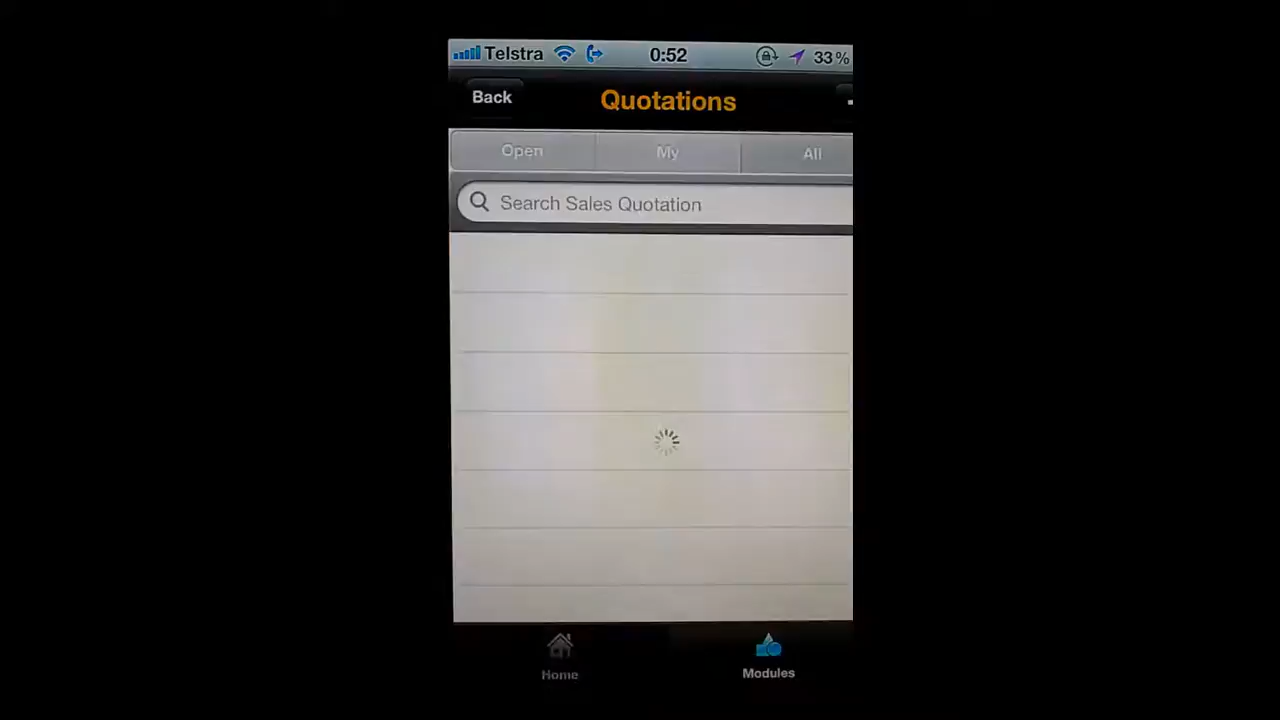 Telstra 0:52 33%
Back Quotations
Open My All
Search Sales Quotation
Home Modules